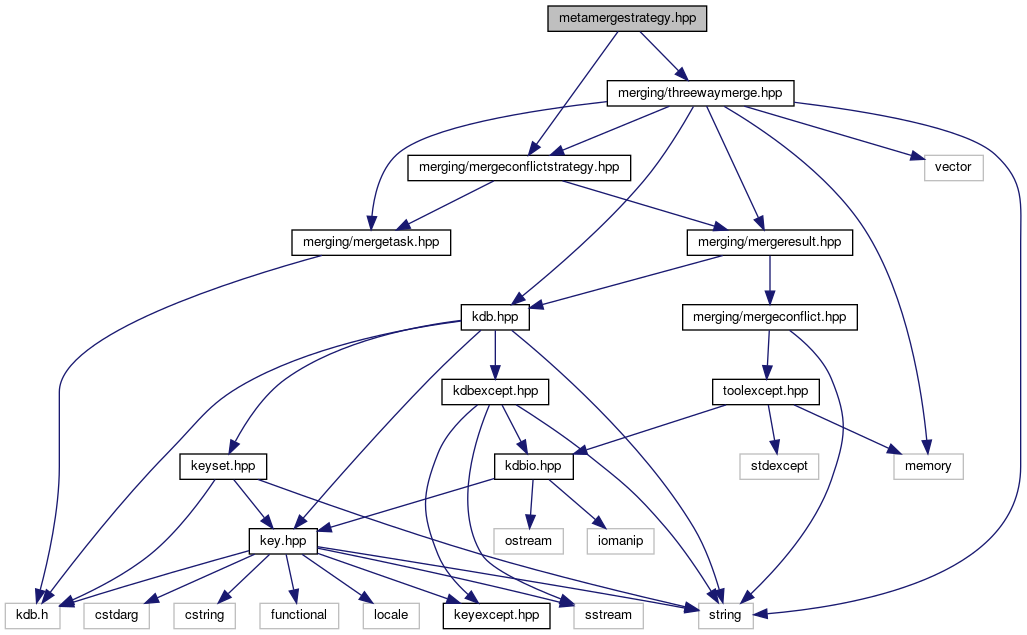 metamergestrategy.hpp
merging/threewaymerge.hpp
merging/mergeconflictstrategy.hpp
vector
merging/mergetask.hpp
merging/mergeresult.hpp
kdb.hpp
merging/mergeconflict.hpp
kdbexcept.hpp
toolexcept.hpp
keyset.hpp
kdbio.hpp
stdexcept
memory
key.hpp
ostream
iomanip
kdb.h
cstdarg
cstring
functional
locale
keyexcept.hpp
sstream
string